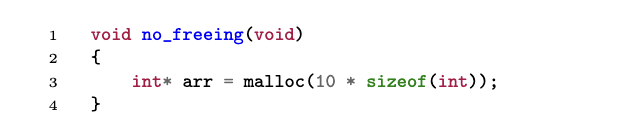 1 void no_freeing(void)
2 {
3     int* arr = malloc(10 * sizeof(int));
4 }